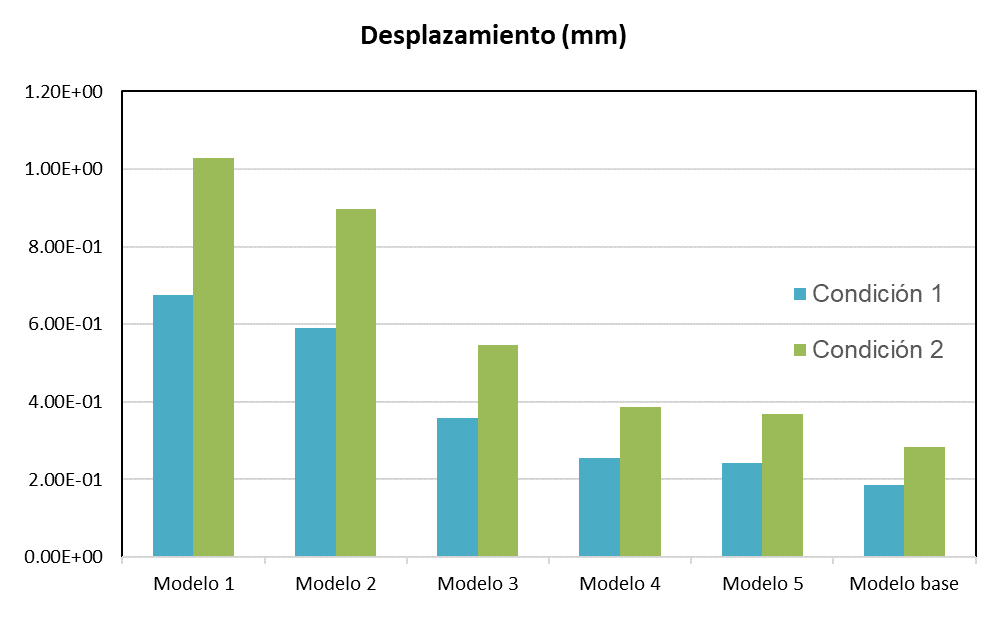 Desplazamiento (mm)
1.20E+00
1.00E+00
8.00E-01
6.00E-01
4.00E-01
2.00E-01
0.00E+00
Condición 1
Condición 2
Modelo 1
Modelo 2
Modelo 3
Modelo 4
Modelo 5
Modelo base